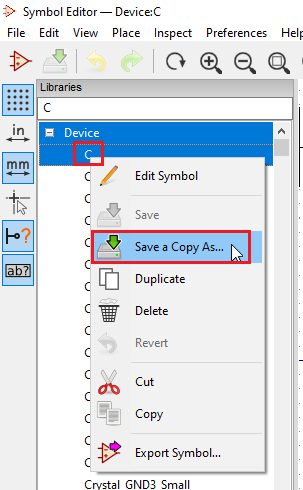 Symbol Editor — Device:C
File Edit View Place Inspect Preferences Hel
Libraries
C
Device
C
Edit Symbol
Save
Save a Copy As...
Duplicate
Delete
Revert
Cut
Copy
Export Symbol...
Crystal_GND3_Small
in
mm
ab?